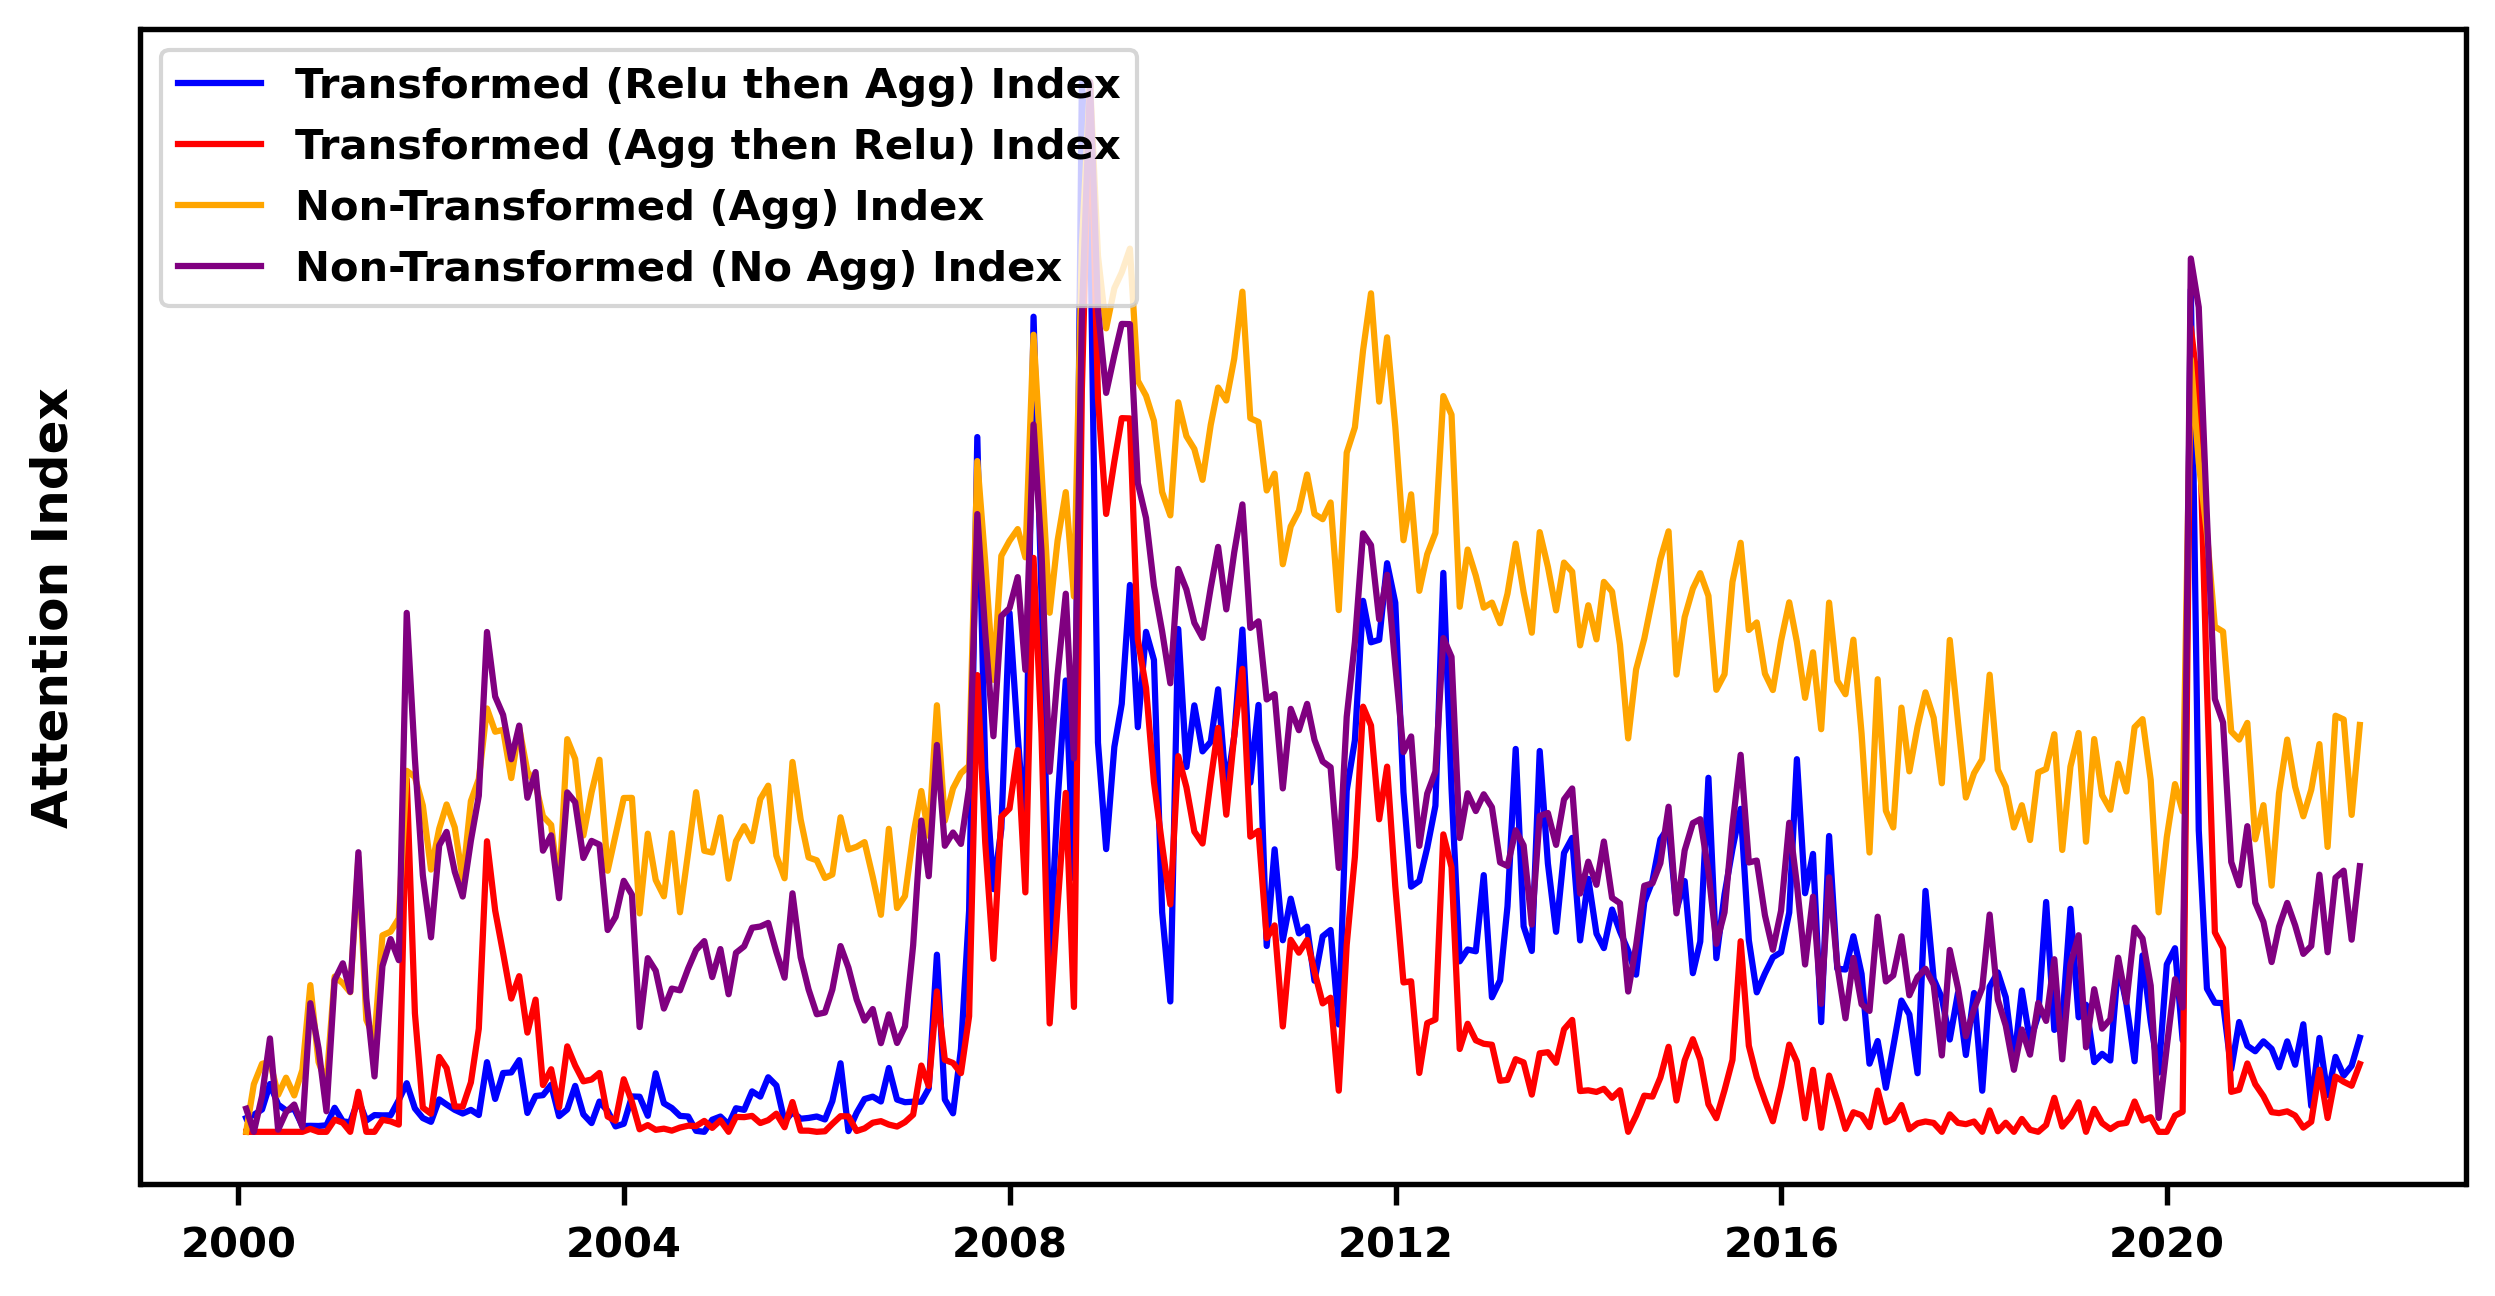 Transformed (Relu then Agg) Index
Transformed (Agg then Relu) Index
Non-Transformed (Agg) Index
Non-Transformed (No Agg) Index
Attention Index
2000 2004 2008 2012 2016 2020